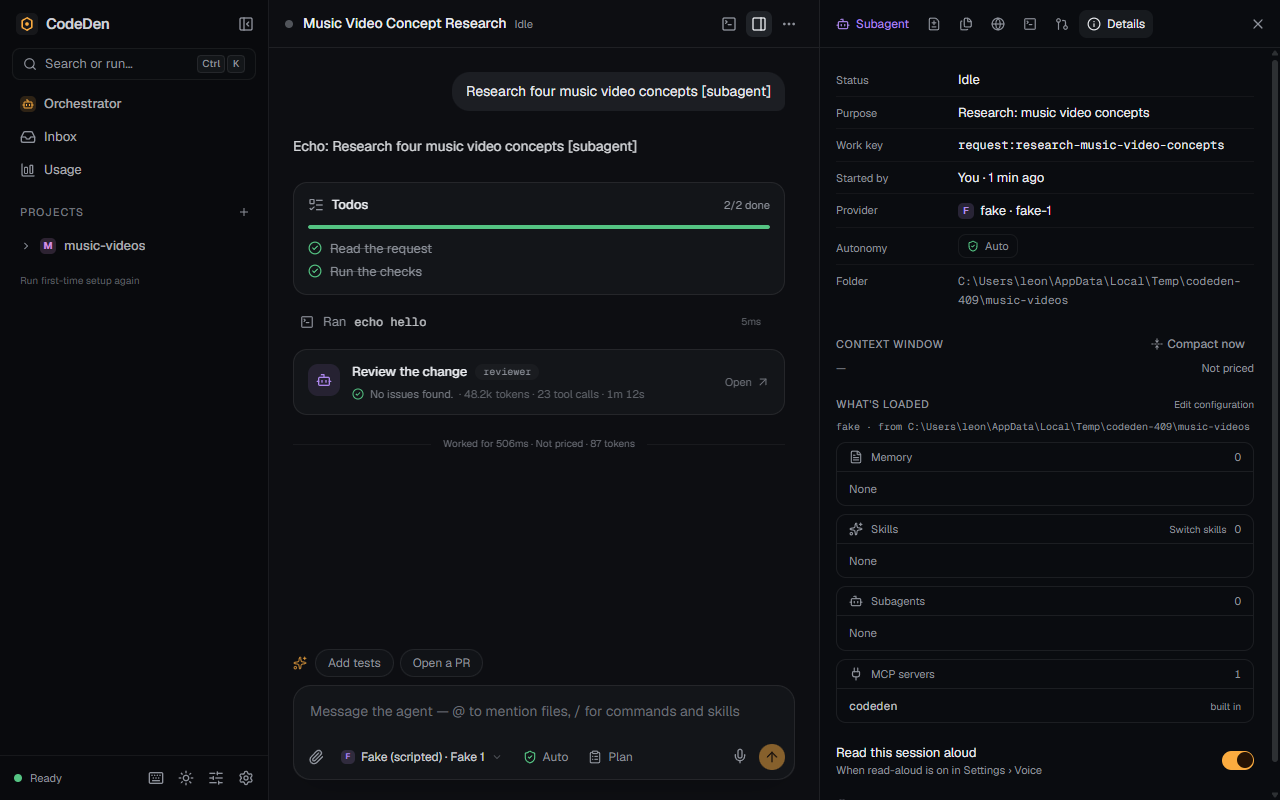 CodeDen
Search or run...
Ctrl K
Orchestrator
Inbox
Usage
PROJECTS
M music-videos
Run first-time setup again
Ready
Music Video Concept Research Idle
Research four music video concepts [subagent]
Echo: Research four music video concepts [subagent]
Todos 2/2 done
Read the request
Run the checks
Ran echo hello 5ms
Review the change reviewer
No issues found. · 48.2k tokens · 23 tool calls · 1m 12s
Open
Worked for 506ms · Not priced · 87 tokens
Add tests
Open a PR
Message the agent — @ to mention files, / for commands and skills
F Fake (scripted) · Fake 1
Auto
Plan
Subagent
Details
Status Idle
Purpose Research: music video concepts
Work key request:research-music-video-concepts
Started by You · 1 min ago
Provider F fake · fake-1
Autonomy Auto
Folder C:\Users\leon\AppData\Local\Temp\codeden-
409\music-videos
CONTEXT WINDOW Compact now
— Not priced
WHAT'S LOADED Edit configuration
fake · from C:\Users\leon\AppData\Local\Temp\codeden-409\music-videos
Memory 0
None
Skills Switch skills 0
None
Subagents 0
None
MCP servers 1
codeden built in
Read this session aloud
When read-aloud is on in Settings › Voice